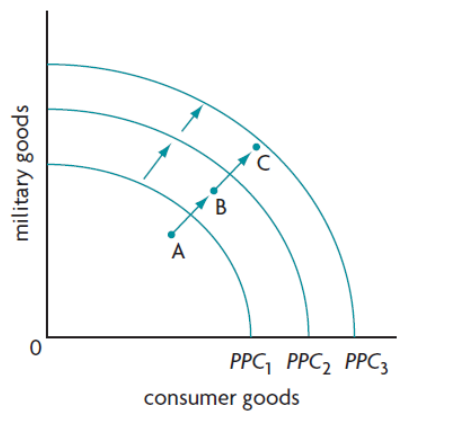 military goods
C
B
A
0
PPC₁ PPC₂ PPC₃
consumer goods